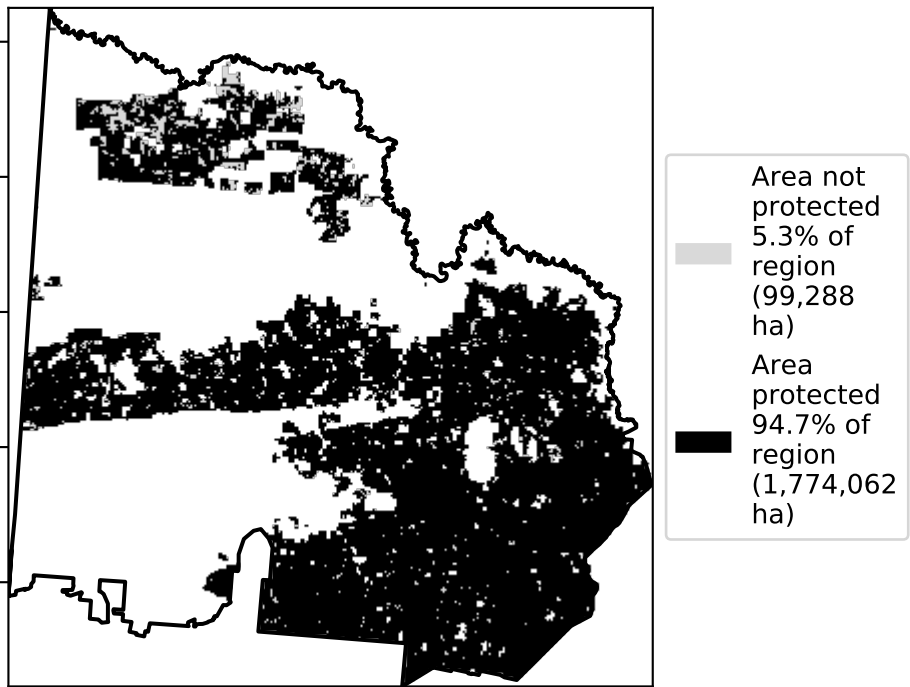 Area not
protected
5.3% of
region
(99,288
ha)
Area
protected
94.7% of
region
(1,774,062
ha)